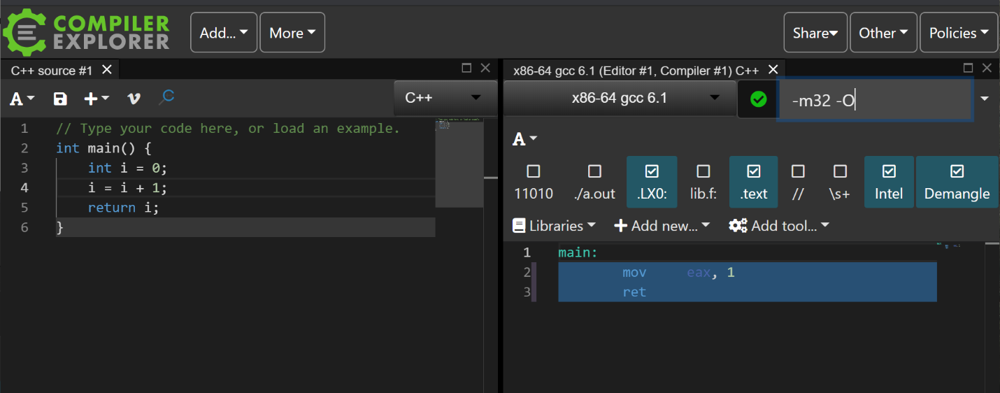 COMPILER
EXPLORER
Add...
More
Share
Other
Policies
C++ source #1
A
C++
1 // Type your code here, or load an example.
2 int main() {
3 int i = 0;
4 i = i + 1;
5 return i;
6 }
x86-64 gcc 6.1 (Editor #1, Compiler #1) C++
x86-64 gcc 6.1
-m32 -O
A
11010 ./a.out .LX0: lib.f: .text // \s+ Intel Demangle
Libraries Add new... Add tool...
1 main:
2 mov eax, 1
3 ret